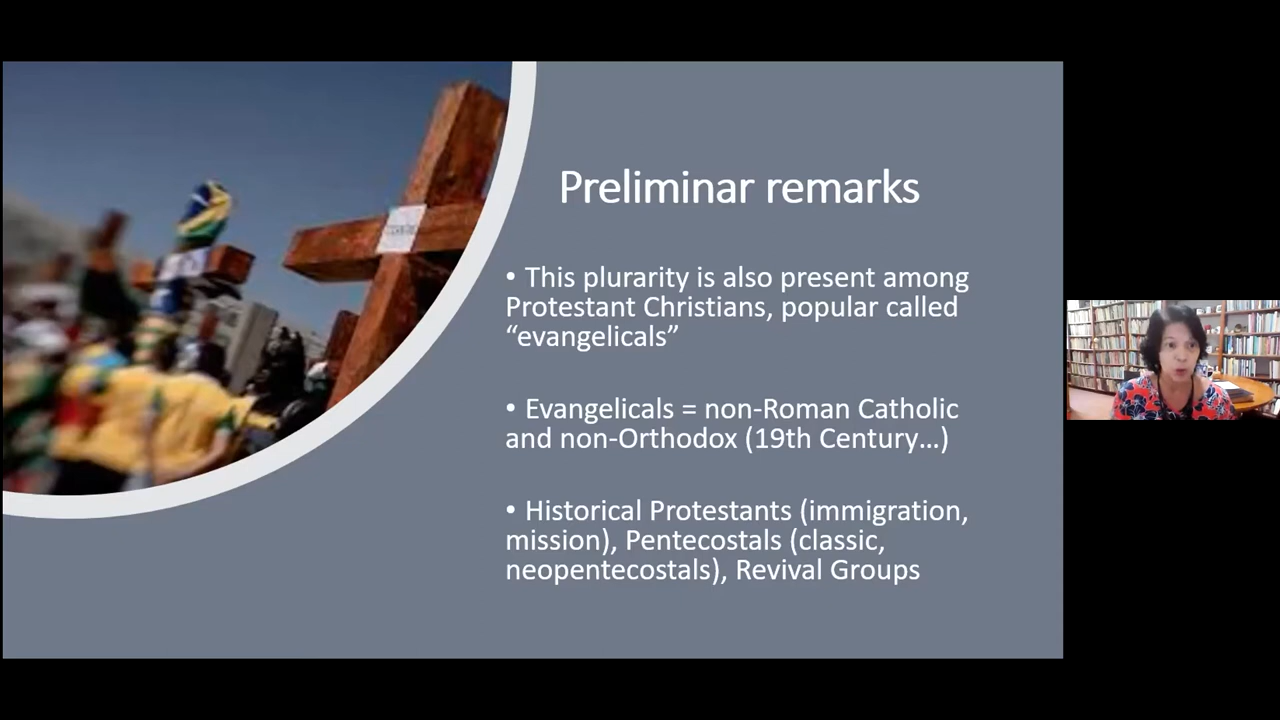 Preliminar remarks
• This plurarity is also present among
Protestant Christians, popular called
“evangelicals”
• Evangelicals = non-Roman Catholic
and non-Orthodox (19th Century...)
• Historical Protestants (immigration,
mission), Pentecostals (classic,
neopentecostals), Revival Groups